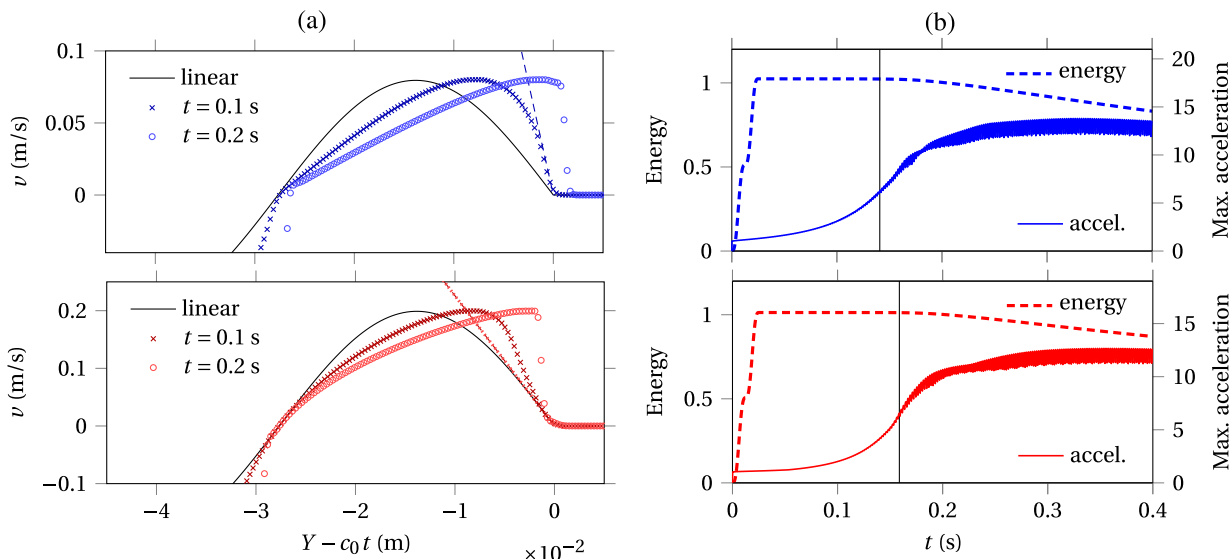 (a)
0.1
0.05
0
v (m/s)
linear
t = 0.1 s
t = 0.2 s
0.2
0.1
0
−0.1
v (m/s)
linear
t = 0.1 s
t = 0.2 s
−4
−3
−2
−1
0
Y − c0 t (m)
×10−2
(b)
1
0.5
0
Energy
20
15
10
5
0
Max. acceleration
energy
accel.
1
0.5
0
Energy
15
10
5
0
Max. acceleration
energy
accel.
0
0.1
0.2
0.3
0.4
t (s)